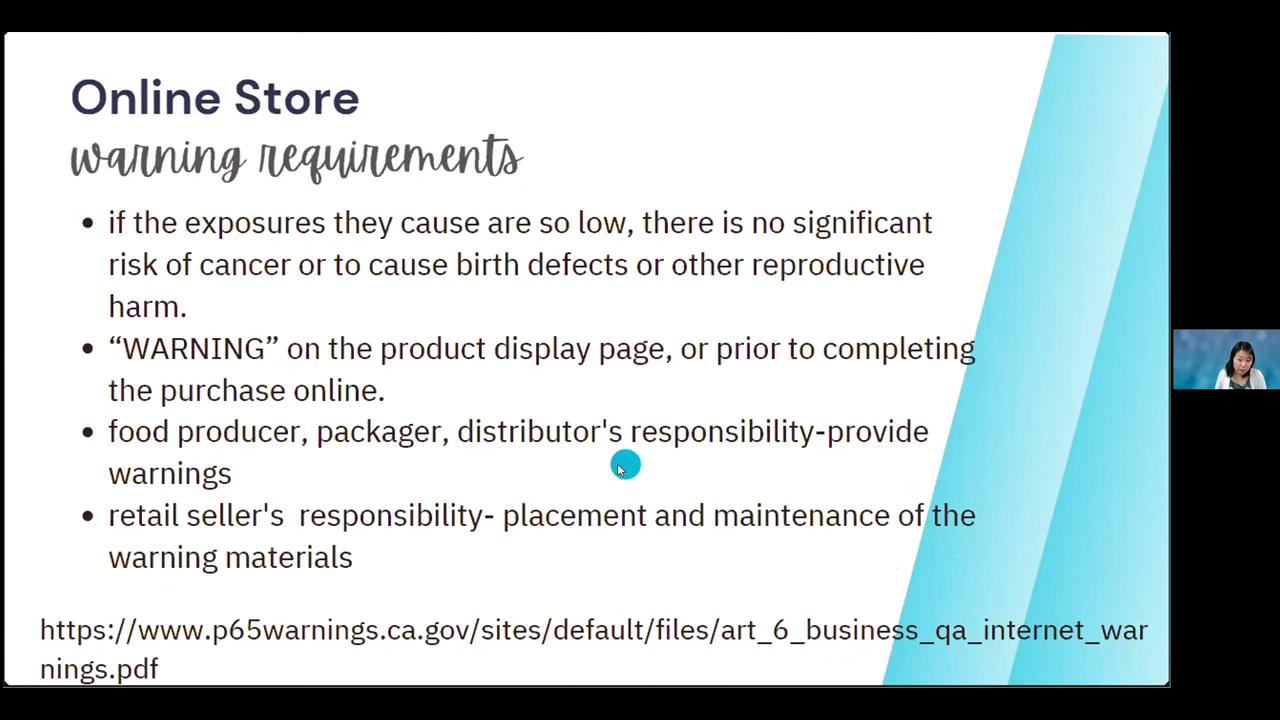 Online Store
warning requirements
• if the exposures they cause are so low, there is no significant
risk of cancer or to cause birth defects or other reproductive
harm.
• “WARNING” on the product display page, or prior to completing
the purchase online.
• food producer, packager, distributor's responsibility-provide
warnings
• retail seller's  responsibility- placement and maintenance of the
warning materials
https://www.p65warnings.ca.gov/sites/default/files/art_6_business_qa_internet_war
nings.pdf